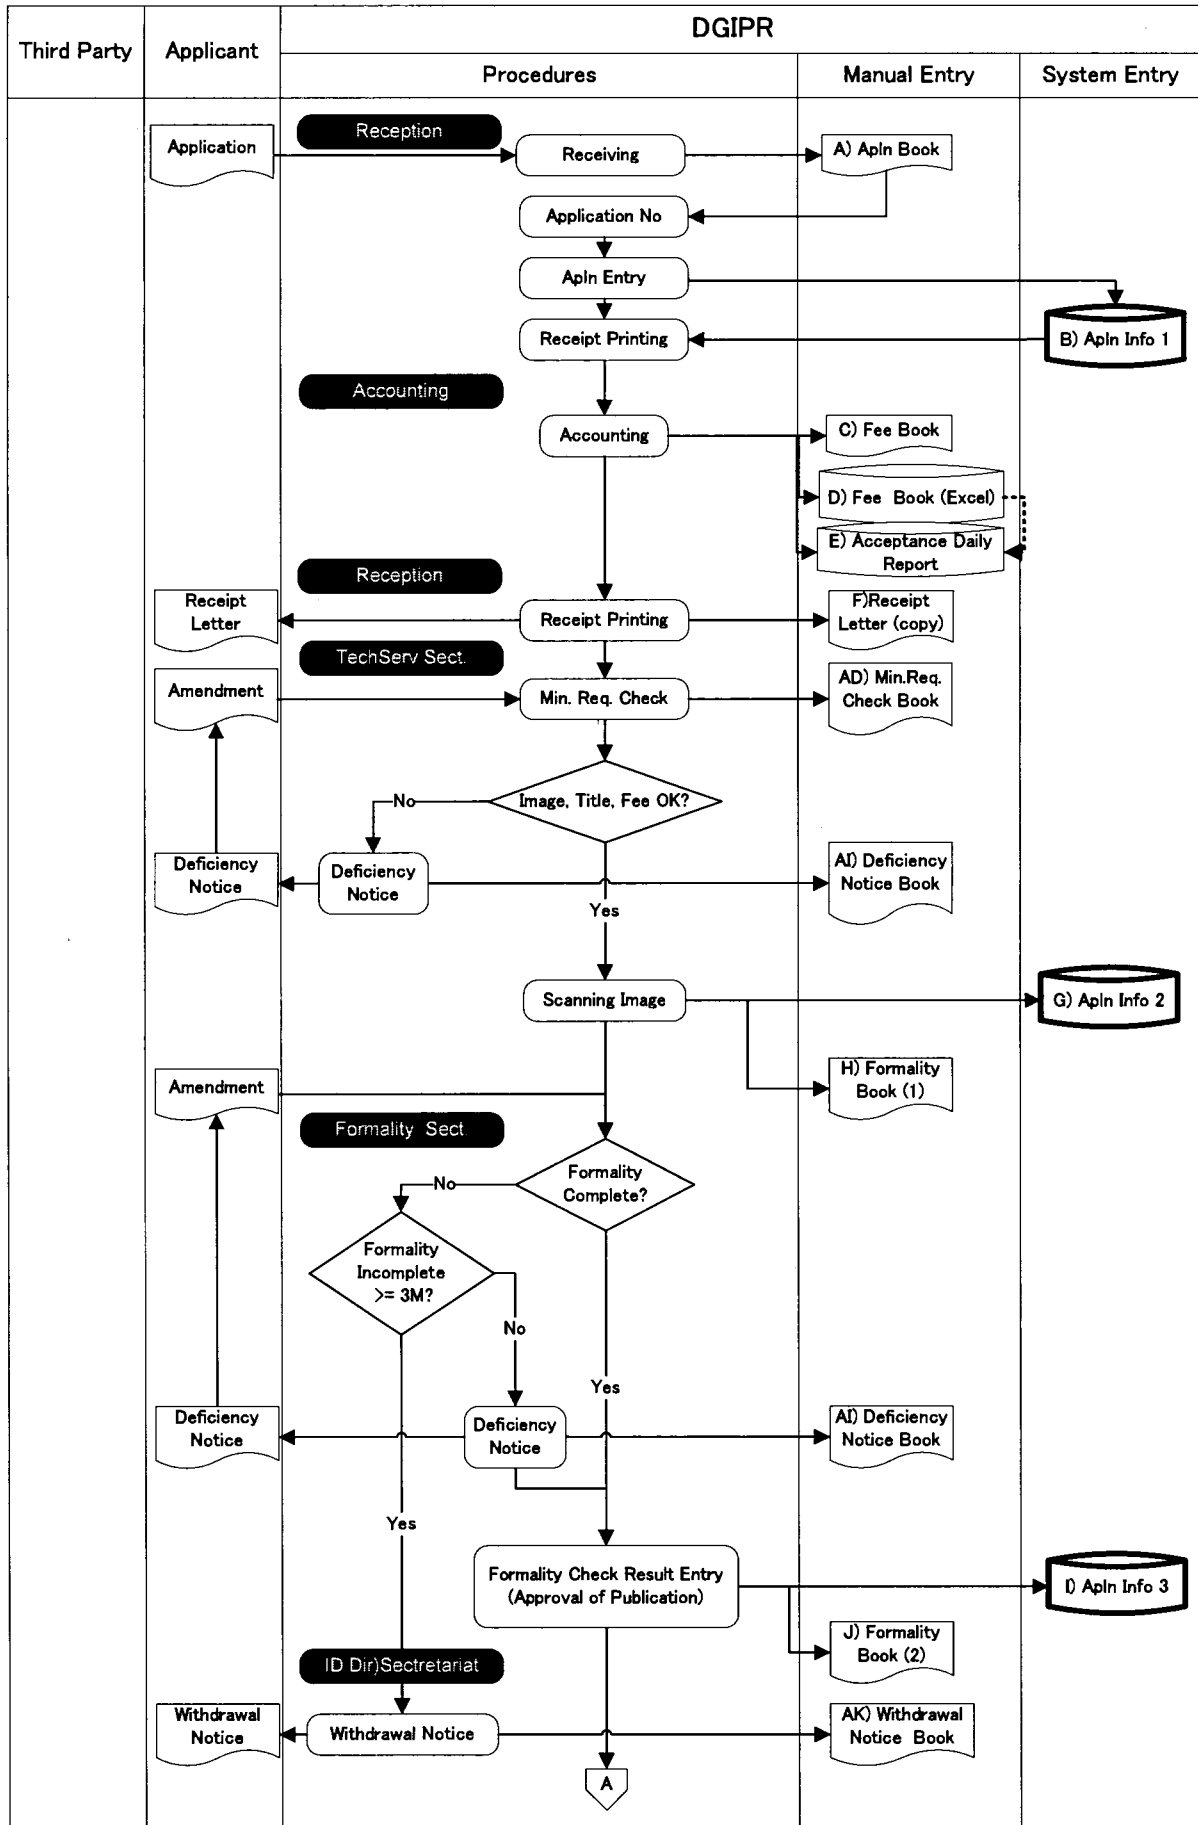 DGIPR
Third Party
Applicant
Procedures
Manual Entry
System Entry
Reception
Application
Receiving
A) Apln Book
Application No
Apln Entry
Receipt Printing
B) Apln Info 1
Accounting
Accounting
C) Fee Book
D) Fee Book (Excel)
E) Acceptance Daily
Report
Reception
Receipt
Letter
Receipt Printing
F)Receipt
Letter (copy)
TechServ Sect.
Amendment
Min. Req. Check
AD) Min.Req.
Check Book
No
Image, Title, Fee OK?
Deficiency
Notice
Deficiency
Notice
AI) Deficiency
Notice Book
Yes
Scanning Image
G) Apln Info 2
H) Formality
Book (1)
Amendment
Formality Sect.
Formality
Complete?
No
Formality
Incomplete
>= 3M?
No
Yes
Deficiency
Notice
Deficiency
Notice
AI) Deficiency
Notice Book
Yes
Formality Check Result Entry
(Approval of Publication)
I) Apln Info 3
J) Formality
Book (2)
ID Dir)Sectretariat
Withdrawal
Notice
Withdrawal Notice
AK) Withdrawal
Notice Book
A